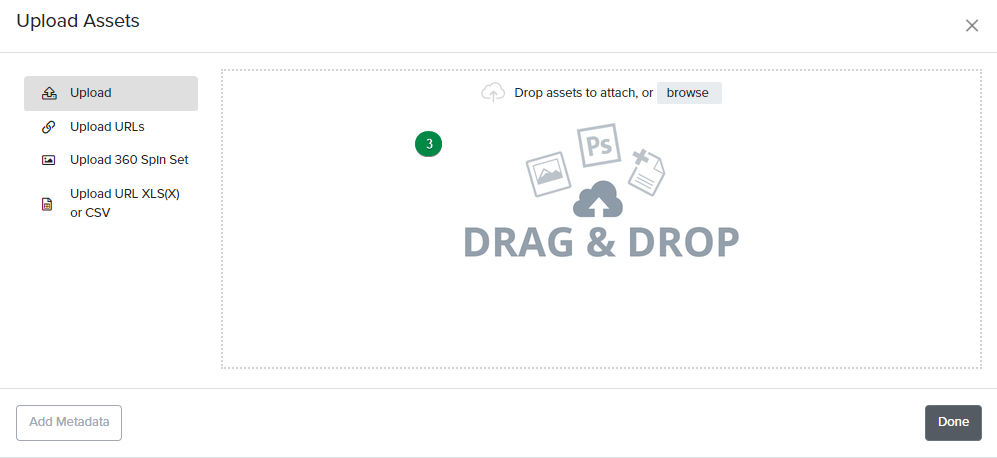 Upload Assets
Upload
Upload URLs
Upload 360 Spin Set
Upload URL XLS(X)
or CSV
Drop assets to attach, or browse
3
Ps
DRAG & DROP
Add Metadata
Done